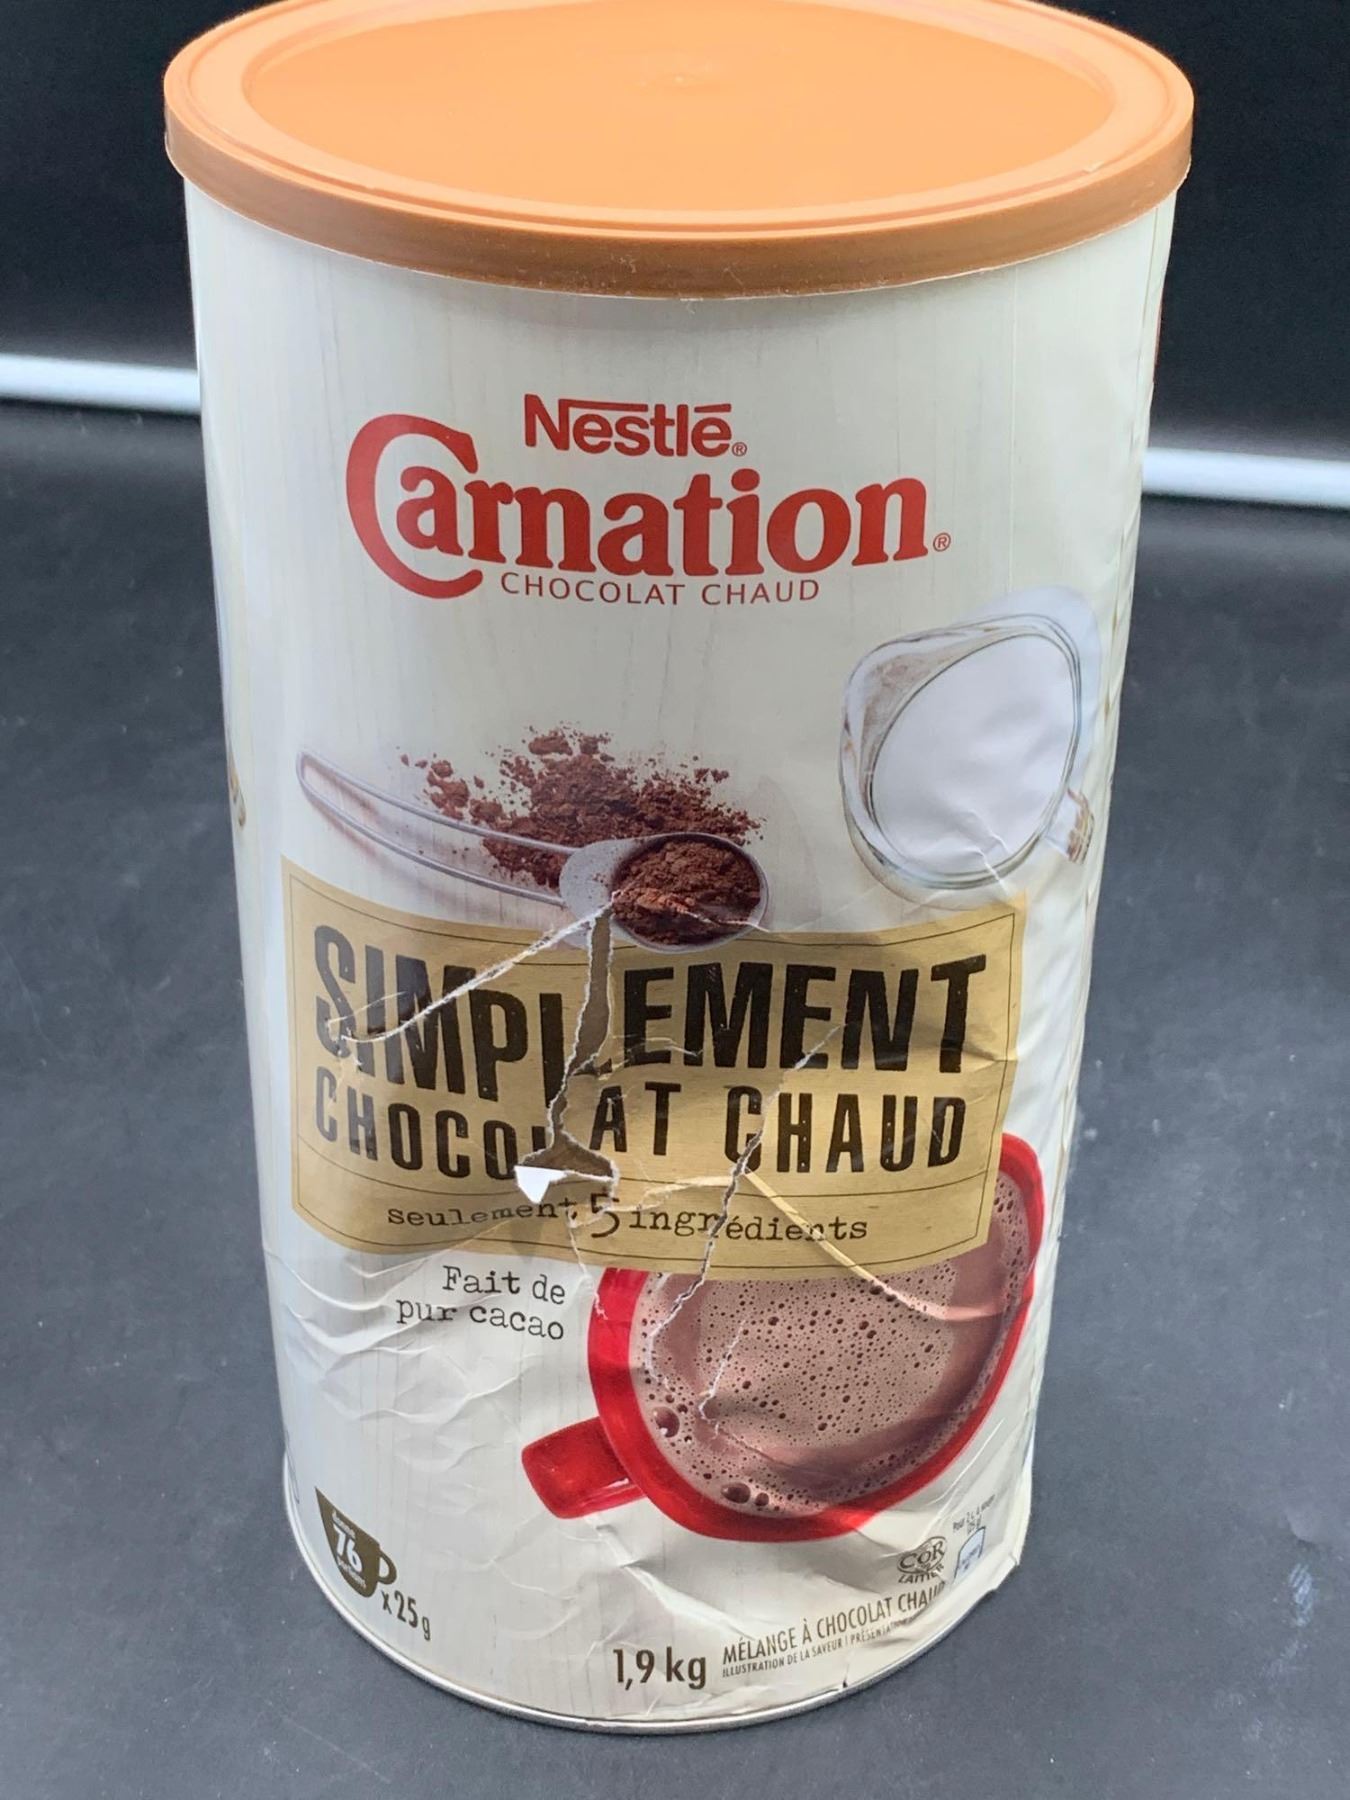 Nestlé®
Carnation®
CHOCOLAT CHAUD
SIMPLEMENT
CHOCOLAT CHAUD
seulement 5 ingrédients
Fait de
pur cacao
76
x 25 g
COR
1,9 kg
MÉLANGE À CHOCOLAT CHAUD
ILLUSTRATION DE LA SAVEUR